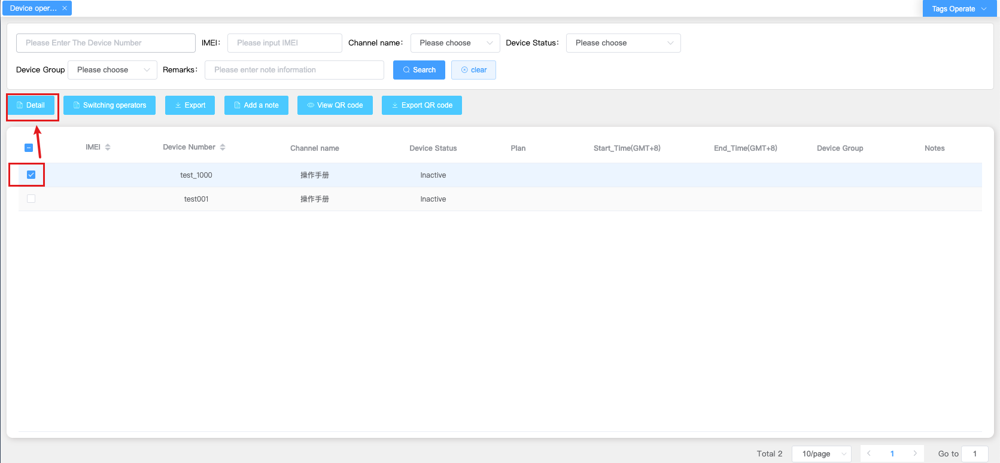 Device oper...
Tags Operate
Please Enter The Device Number IMEI: Please input IMEI Channel name: Please choose Device Status: Please choose
Device Group Please choose Remarks: Please enter note information Search clear
Detail Switching operators Export Add a note View QR code Export QR code
IMEI Device Number Channel name Device Status Plan Start_Time(GMT+8) End_Time(GMT+8) Device Group Notes
test_1000 操作手册 Inactive
test001 操作手册 Inactive
Total 2 10/page 1 Go to 1